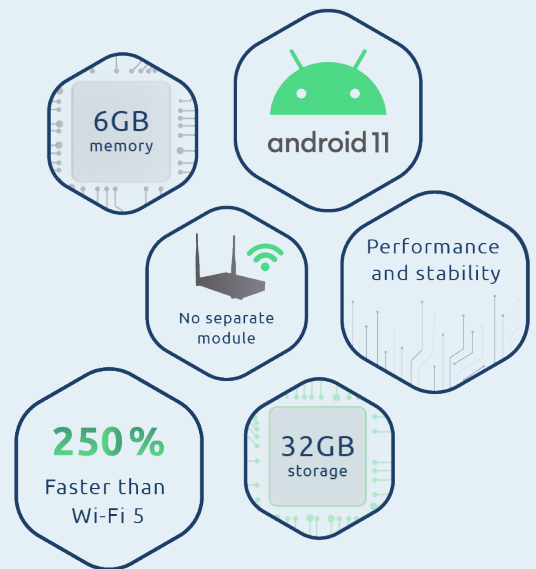 6GB
memory
android 11
No separate
module
Performance
and stability
250%
Faster than
Wi-Fi 5
32GB
storage